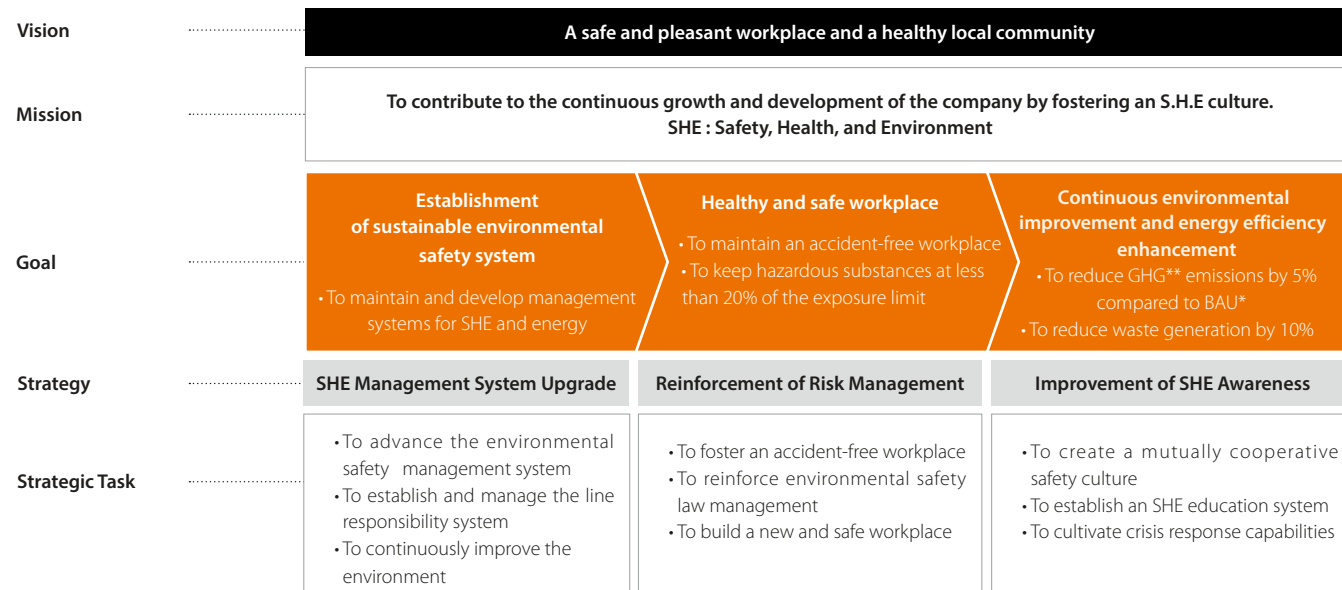 Vision
A safe and pleasant workplace and a healthy local community
Mission
To contribute to the continuous growth and development of the company by fostering an S.H.E culture.
SHE : Safety, Health, and Environment
Goal
Establishment
of sustainable environmental
safety system
• To maintain and develop management
systems for SHE and energy
Healthy and safe workplace
• To maintain an accident-free workplace
• To keep hazardous substances at less
than 20% of the exposure limit
Continuous environmental
improvement and energy efficiency
enhancement
• To reduce GHG** emissions by 5%
compared to BAU*
• To reduce waste generation by 10%
Strategy
SHE Management System Upgrade
Reinforcement of Risk Management
Improvement of SHE Awareness
Strategic Task
• To advance the environmental
safety management system
• To establish and manage the line
responsibility system
• To continuously improve the
environment
• To foster an accident-free workplace
• To reinforce environmental safety
law management
• To build a new and safe workplace
• To create a mutually cooperative
safety culture
• To establish an SHE education system
• To cultivate crisis response capabilities